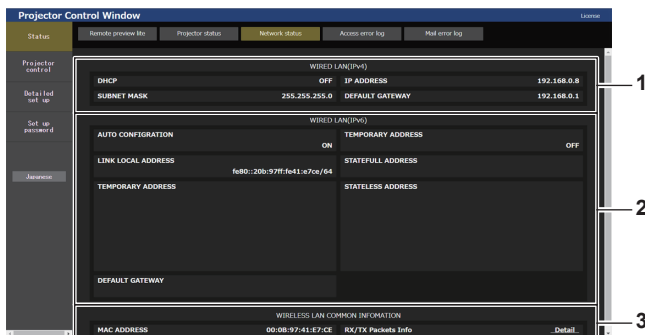 Projector Control Window
License
Status
Remote preview lite
Projector status
Network status
Access error log
Mail error log
Projector
control
Detailed
set up
Set up
password
Japanese
WIRED LAN(IPv4)
DHCP OFF IP ADDRESS 192.168.0.8
SUBNET MASK 255.255.255.0 DEFAULT GATEWAY 192.168.0.1
1
WIRED LAN(IPv6)
AUTO CONFIGRATION ON TEMPORARY ADDRESS OFF
LINK LOCAL ADDRESS STATEFULL ADDRESS
fe80::20b:97ff:fe41:e7ce/64
TEMPORARY ADDRESS STATELESS ADDRESS
2
DEFAULT GATEWAY
WIRELESS LAN COMMON INFOMATION
3
MAC ADDRESS 00:0B:97:41:E7:CE RX/TX Packets Info Detail